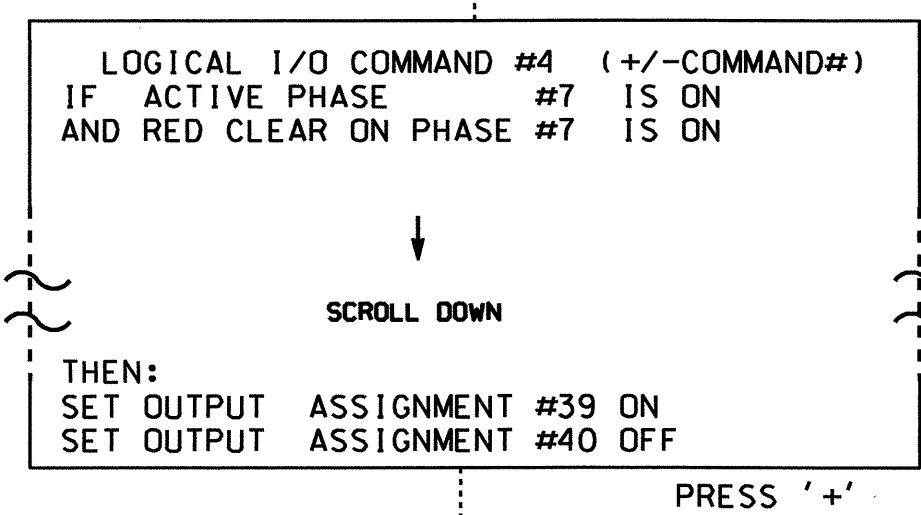 LOGICAL I/O COMMAND #4 (+/-COMMAND#)
IF ACTIVE PHASE #7 IS ON
AND RED CLEAR ON PHASE #7 IS ON
SCROLL DOWN
THEN:
SET OUTPUT ASSIGNMENT #39 ON
SET OUTPUT ASSIGNMENT #40 OFF
PRESS '+'